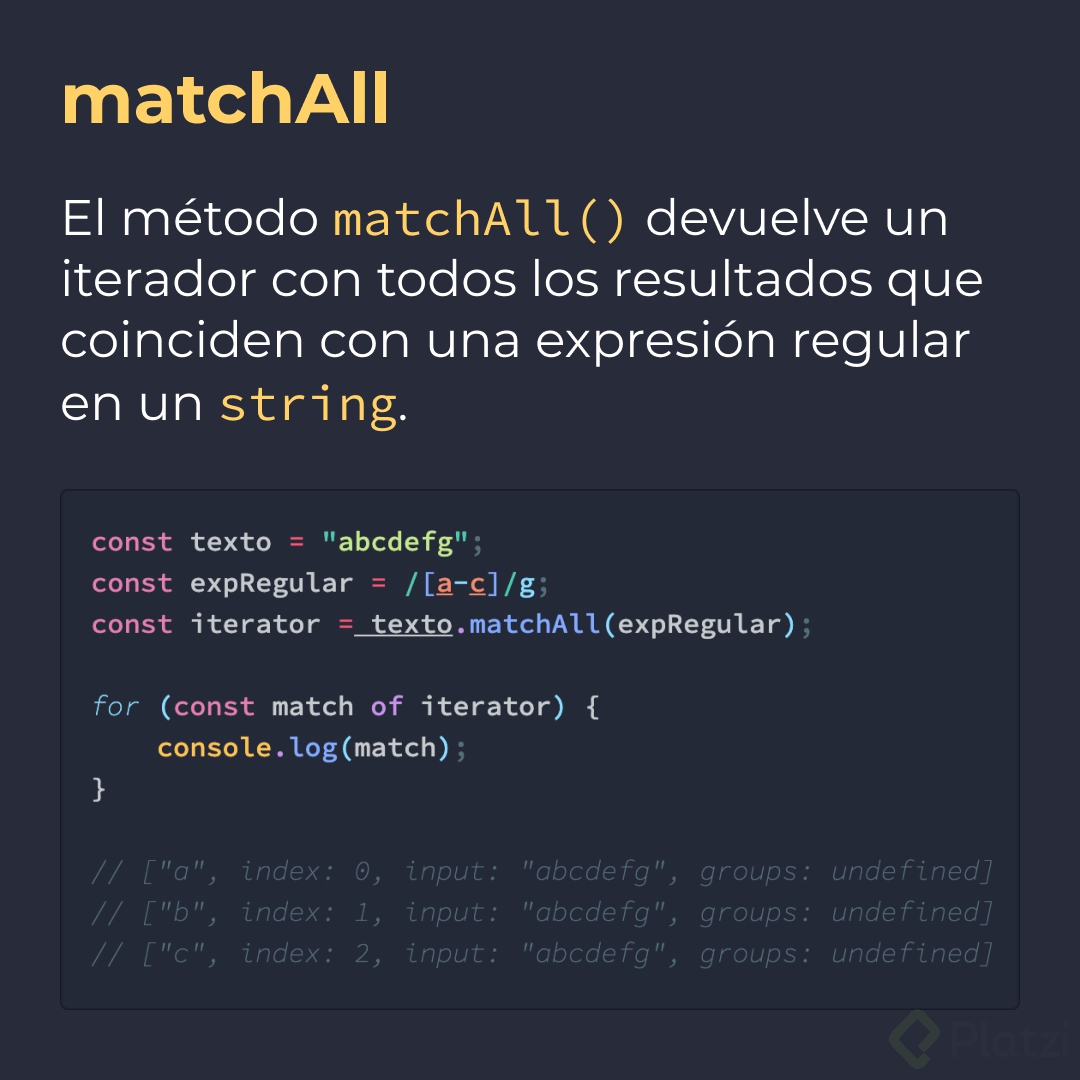 matchAll
El método matchAll() devuelve un
iterador con todos los resultados que
coinciden con una expresión regular
en un string.
const texto = "abcdefg";
const expRegular = /[a-c]/g;
const iterator = texto.matchAll(expRegular);
for (const match of iterator) {
console.log(match);
}
// ["a", index: 0, input: "abcdefg", groups: undefined]
// ["b", index: 1, input: "abcdefg", groups: undefined]
// ["c", index: 2, input: "abcdefg", groups: undefined]
Platzi